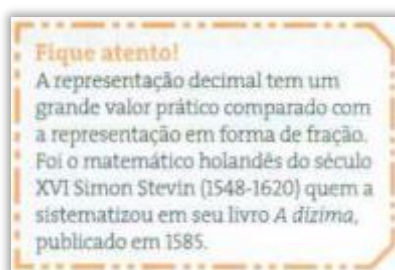 Fique atento!
A representação decimal tem um
grande valor prático comparado com
a representação em forma de fração.
Foi o matemático holandês do século
XVI Simon Stevin (1548-1620) quem a
sistematizou em seu livro A dízima,
publicado em 1585.